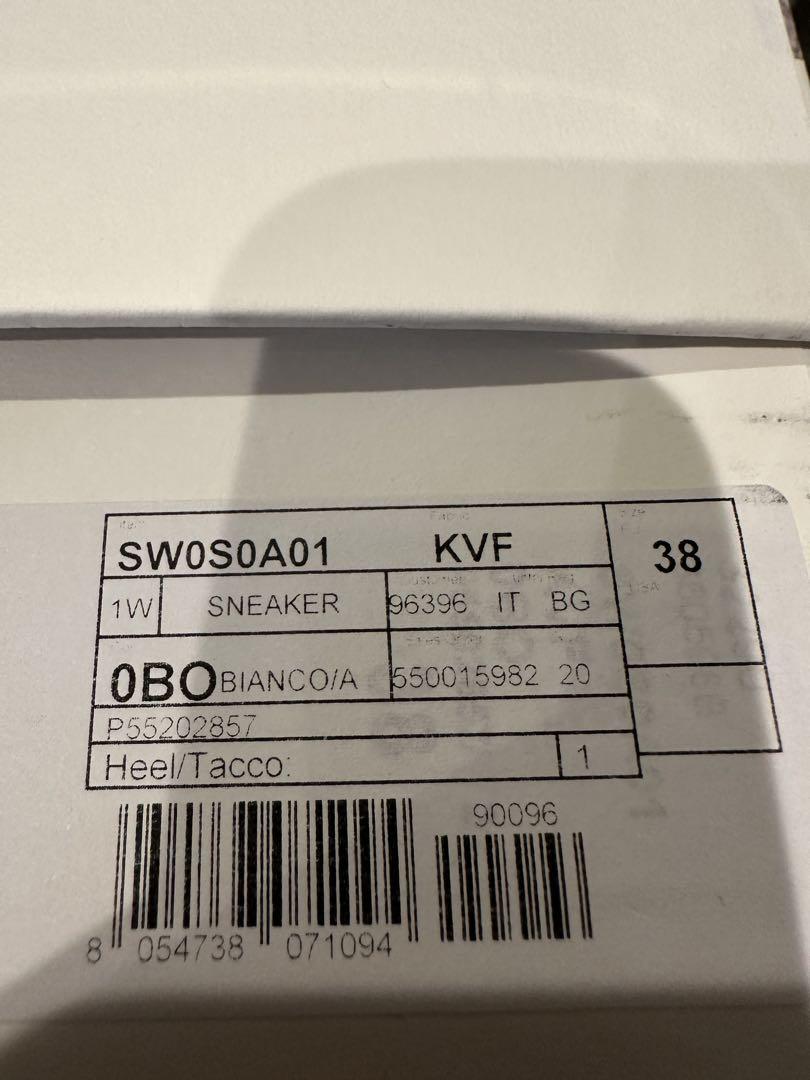 SW0S0A01 KVF 38
1W SNEAKER 96396 IT BG
0BO BIANCO/A 550015982 20
P55202857
Heel/Tacco: 1
90096
8 054738 071094